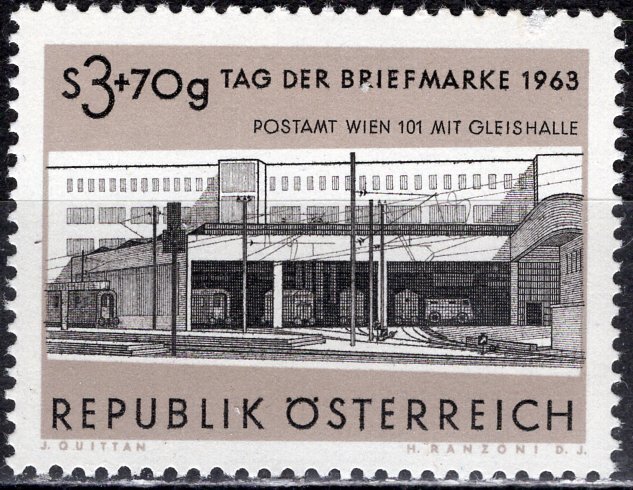 S3+70g TAG DER BRIEFMARKE 1963
POSTAMT WIEN 101 MIT GLEISHALLE
REPUBLIK ÖSTERREICH
J. QUITTAN H. RANZONI D. J.